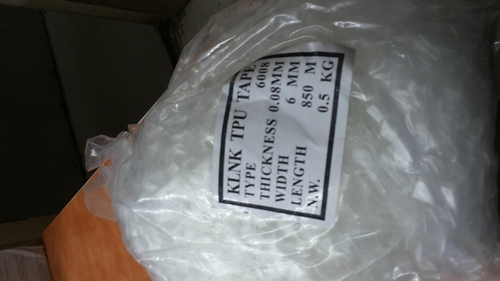 KLNK TPU TAPE
TYPE 6008
THICKNESS 0.08MM
WIDTH 6 MM
LENGTH 850 M
N.W. 0.5 KG